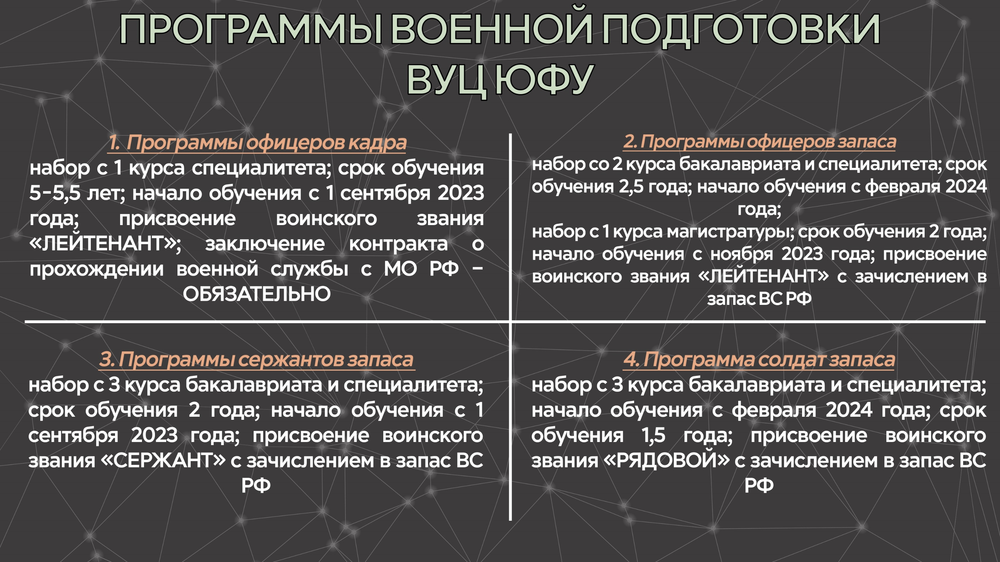 ПРОГРАММЫ ВОЕННОЙ ПОДГОТОВКИ
ВУЦ ЮФУ
1. Программы офицеров кадра
набор с 1 курса специалитета; срок обучения
5-5,5 лет; начало обучения с 1 сентября 2023
года; присвоение воинского звания
«ЛЕЙТЕНАНТ»; заключение контракта о
прохождении военной службы с МО РФ –
ОБЯЗАТЕЛЬНО
2. Программы офицеров запаса
набор со 2 курса бакалавриата и специалитета; срок
обучения 2,5 года; начало обучения с февраля 2024
года;
набор с 1 курса магистратуры; срок обучения 2 года;
начало обучения с ноября 2023 года; присвоение
воинского звания «ЛЕЙТЕНАНТ» с зачислением в
запас ВС РФ
3. Программы сержантов запаса
набор с 3 курса бакалавриата и специалитета;
срок обучения 2 года; начало обучения с 1
сентября 2023 года; присвоение воинского
звания «СЕРЖАНТ» с зачислением в запас ВС
РФ
4. Программа солдат запаса
набор с 3 курса бакалавриата и специалитета;
начало обучения с февраля 2024 года; срок
обучения 1,5 года; присвоение воинского
звания «РЯДОВОЙ» с зачислением в запас ВС
РФ